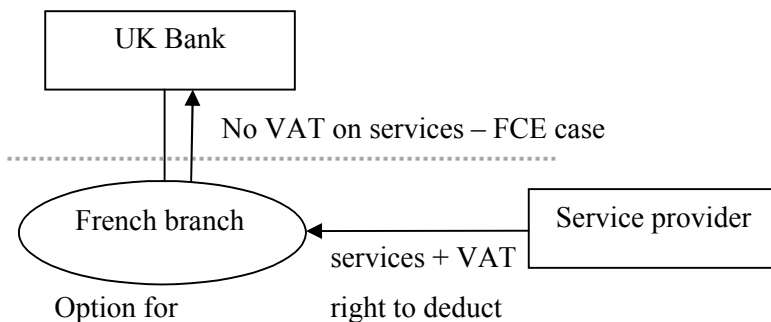 UK Bank
No VAT on services – FCE case
French branch
Service provider
services + VAT
Option for
right to deduct